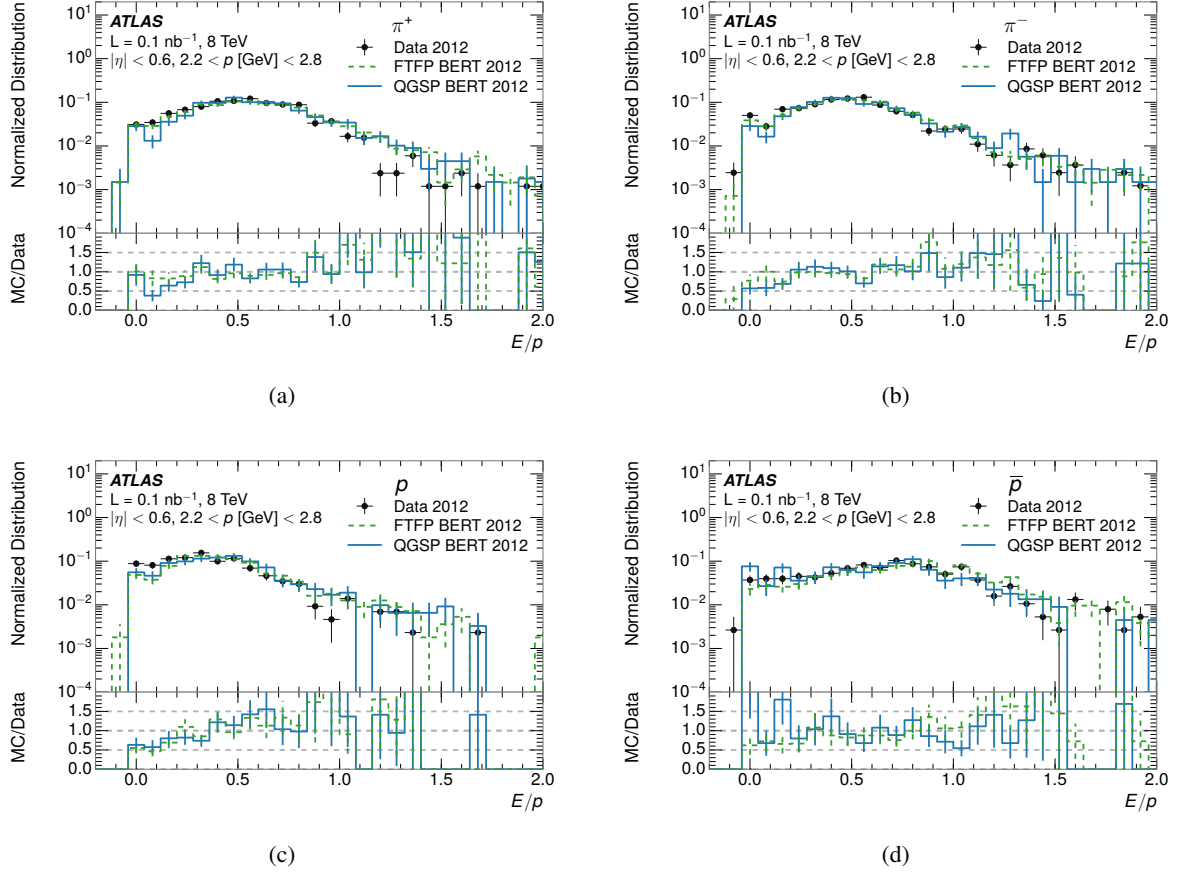 ATLAS
L = 0.1 nb⁻¹, 8 TeV
|η| < 0.6, 2.2 < p [GeV] < 2.8
π⁺
Data 2012
FTFP BERT 2012
QGSP BERT 2012
Normalized Distribution
10¹
10⁰
10⁻¹
10⁻²
10⁻³
10⁻⁴
MC/Data
1.5
1.0
0.5
0.0
0.0 0.5 1.0 1.5 2.0
E/p
(a)
ATLAS
L = 0.1 nb⁻¹, 8 TeV
|η| < 0.6, 2.2 < p [GeV] < 2.8
π⁻
Data 2012
FTFP BERT 2012
QGSP BERT 2012
Normalized Distribution
10¹
10⁰
10⁻¹
10⁻²
10⁻³
10⁻⁴
MC/Data
1.5
1.0
0.5
0.0
0.0 0.5 1.0 1.5 2.0
E/p
(b)
ATLAS
L = 0.1 nb⁻¹, 8 TeV
|η| < 0.6, 2.2 < p [GeV] < 2.8
p
Data 2012
FTFP BERT 2012
QGSP BERT 2012
Normalized Distribution
10¹
10⁰
10⁻¹
10⁻²
10⁻³
10⁻⁴
MC/Data
1.5
1.0
0.5
0.0
0.0 0.5 1.0 1.5 2.0
E/p
(c)
ATLAS
L = 0.1 nb⁻¹, 8 TeV
|η| < 0.6, 2.2 < p [GeV] < 2.8
p̅
Data 2012
FTFP BERT 2012
QGSP BERT 2012
Normalized Distribution
10¹
10⁰
10⁻¹
10⁻²
10⁻³
10⁻⁴
MC/Data
1.5
1.0
0.5
0.0
0.0 0.5 1.0 1.5 2.0
E/p
(d)